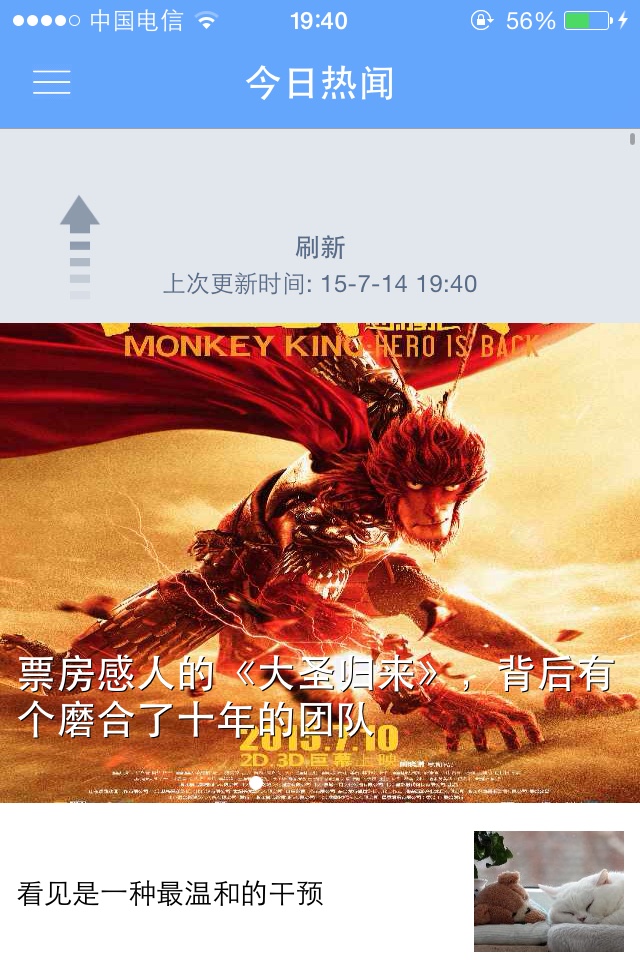 中国电信
19:40
56%
今日热闻
刷新
上次更新时间: 15-7-14 19:40
MONKEY KING·HERO IS BACK
票房感人的《大圣归来》，背后有
个磨合了十年的团队
2015.7.10
2D.3D巨幕上映
看见是一种最温和的干预